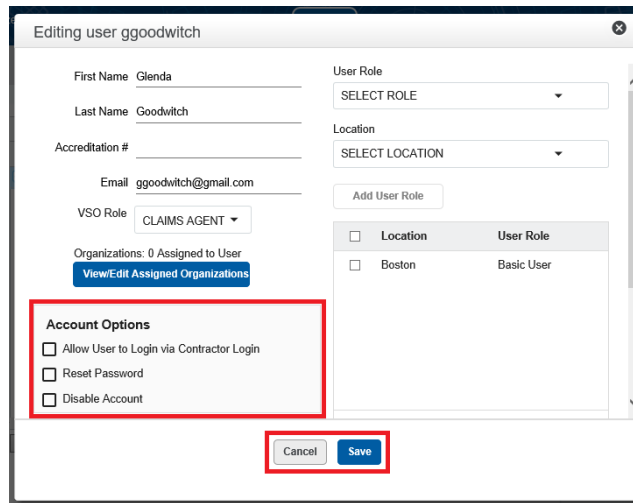 Editing user ggoodwitch
First Name Glenda
Last Name Goodwitch
Accreditation #
Email ggoodwitch@gmail.com
VSO Role CLAIMS AGENT
Organizations: 0 Assigned to User
View/Edit Assigned Organizations
Account Options
Allow User to Login via Contractor Login
Reset Password
Disable Account
User Role
SELECT ROLE
Location
SELECT LOCATION
Add User Role
Location User Role
Boston Basic User
Cancel Save